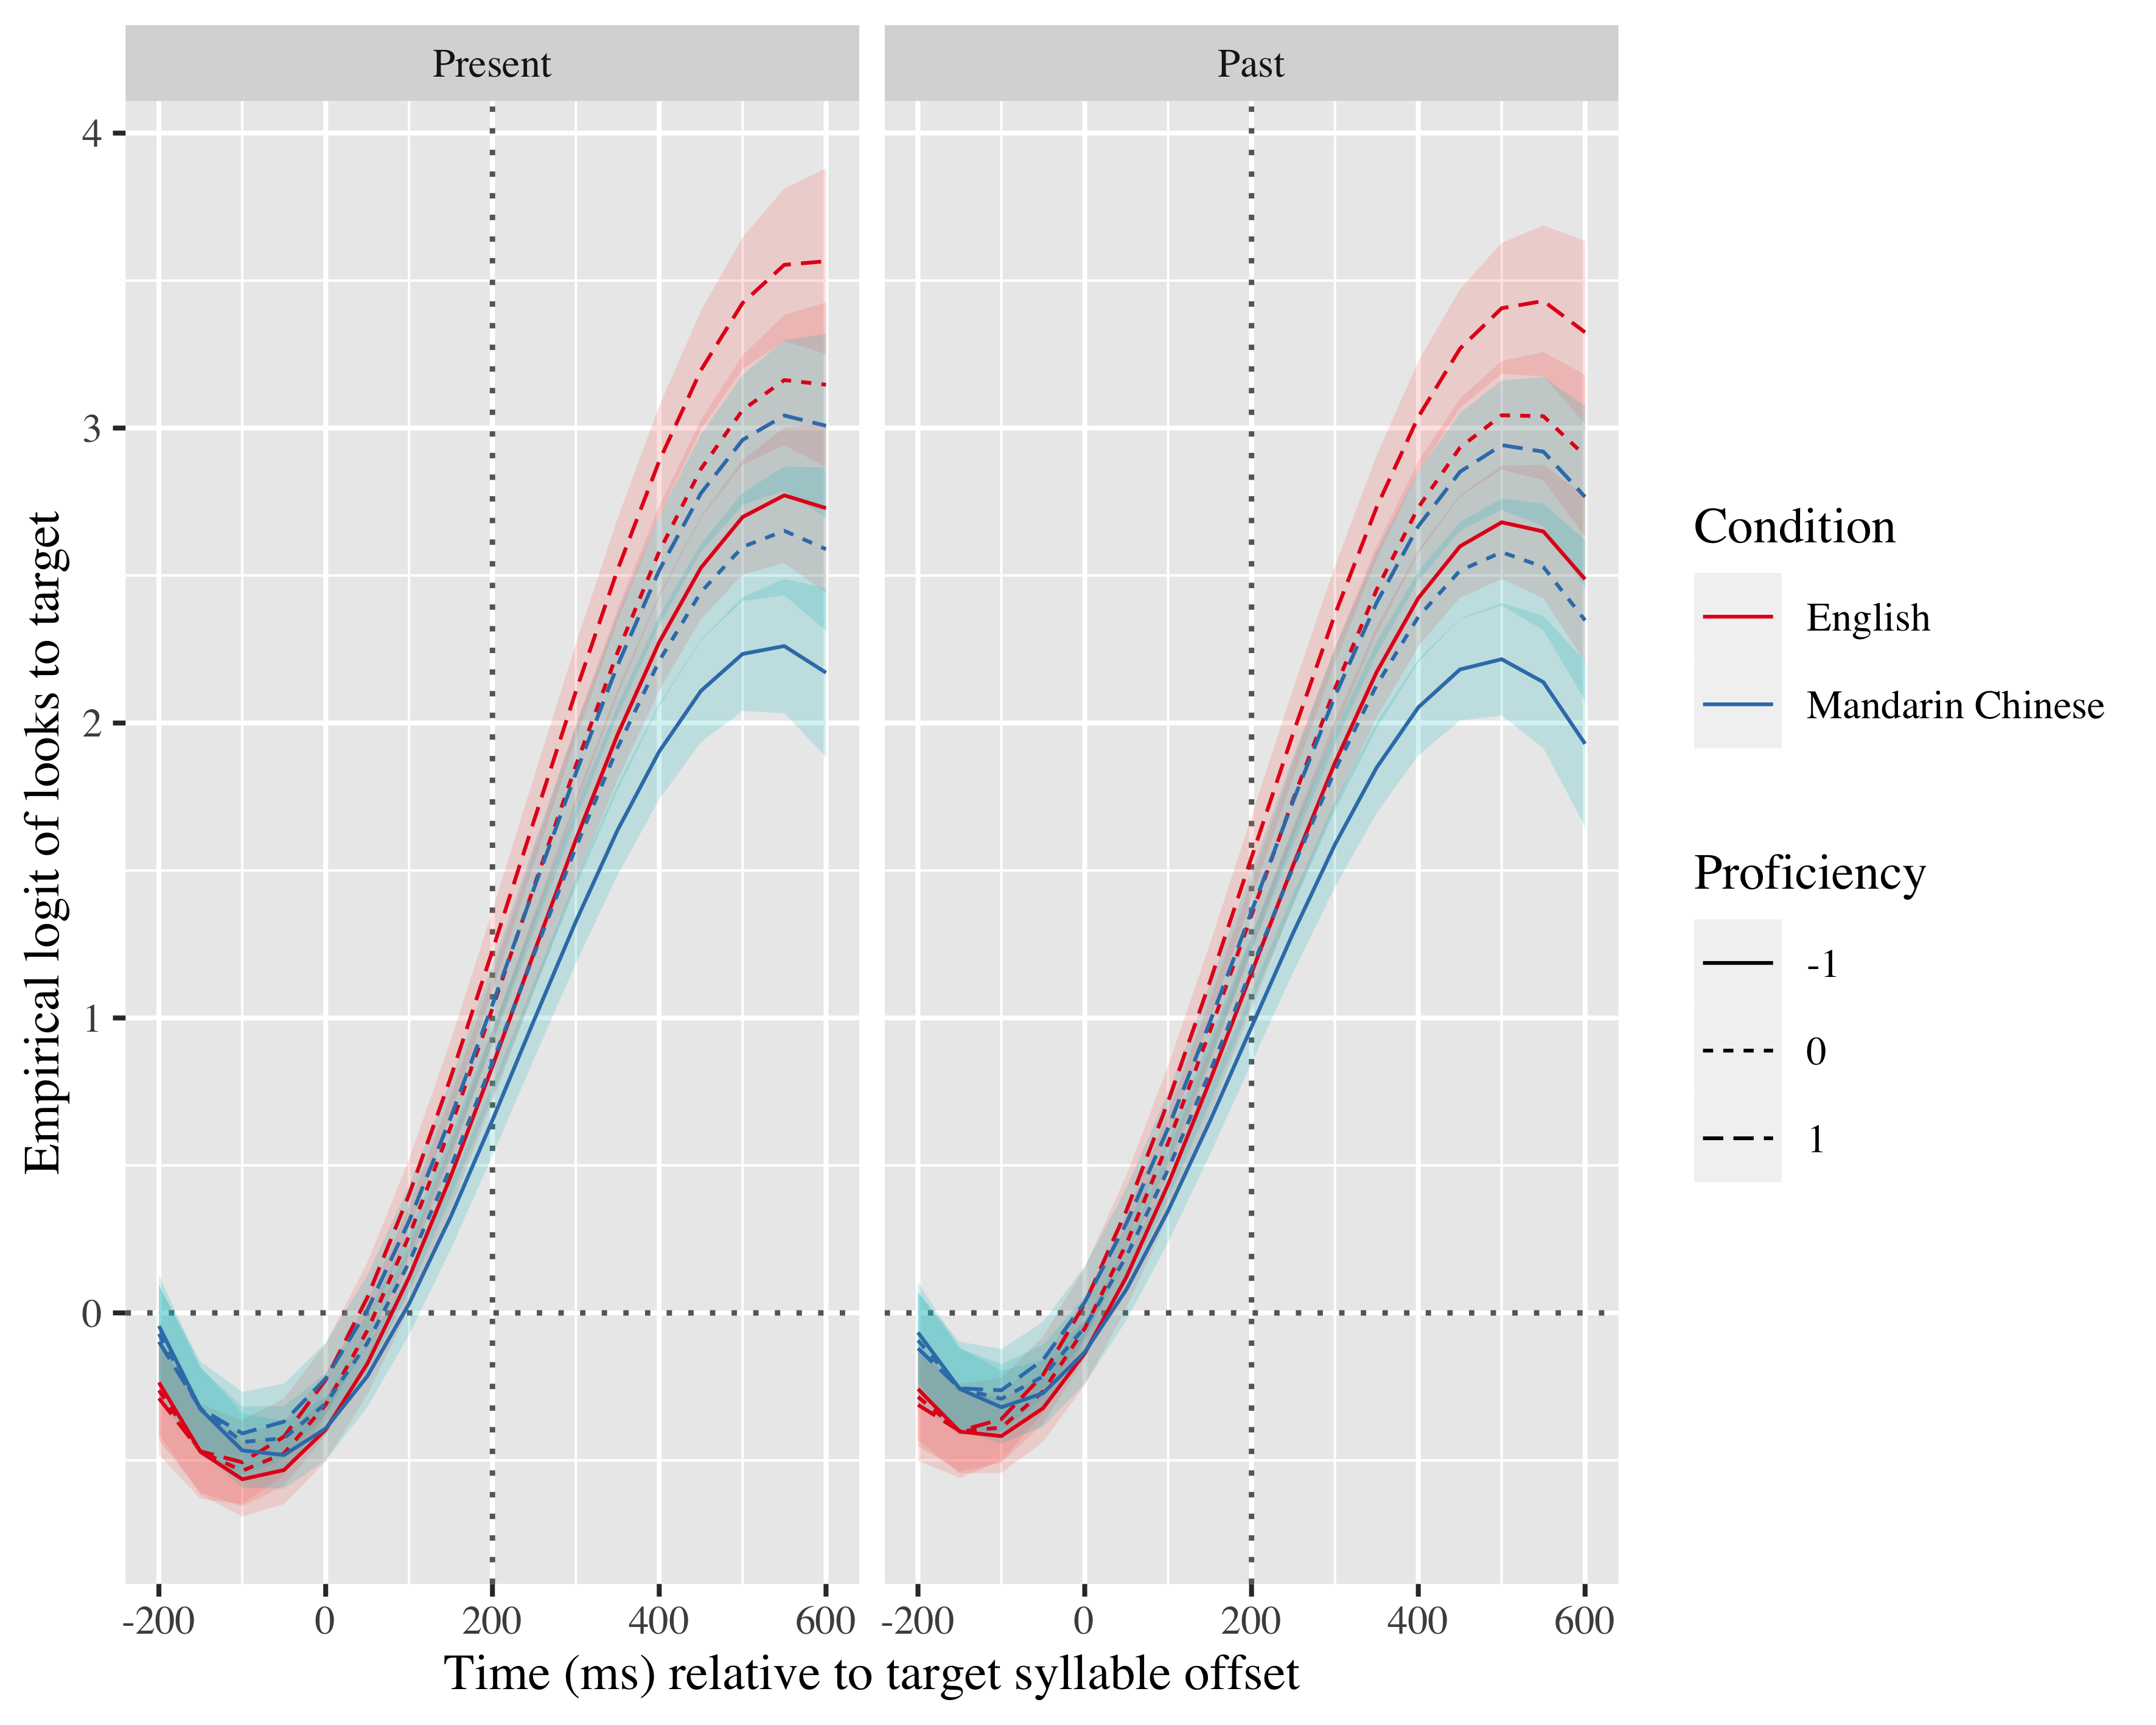 Present
Past
4
3
2
1
0
Empirical logit of looks to target
-200
0
200
400
600
-200
0
200
400
600
Time (ms) relative to target syllable offset
Condition
English
Mandarin Chinese
Proficiency
-1
0
1